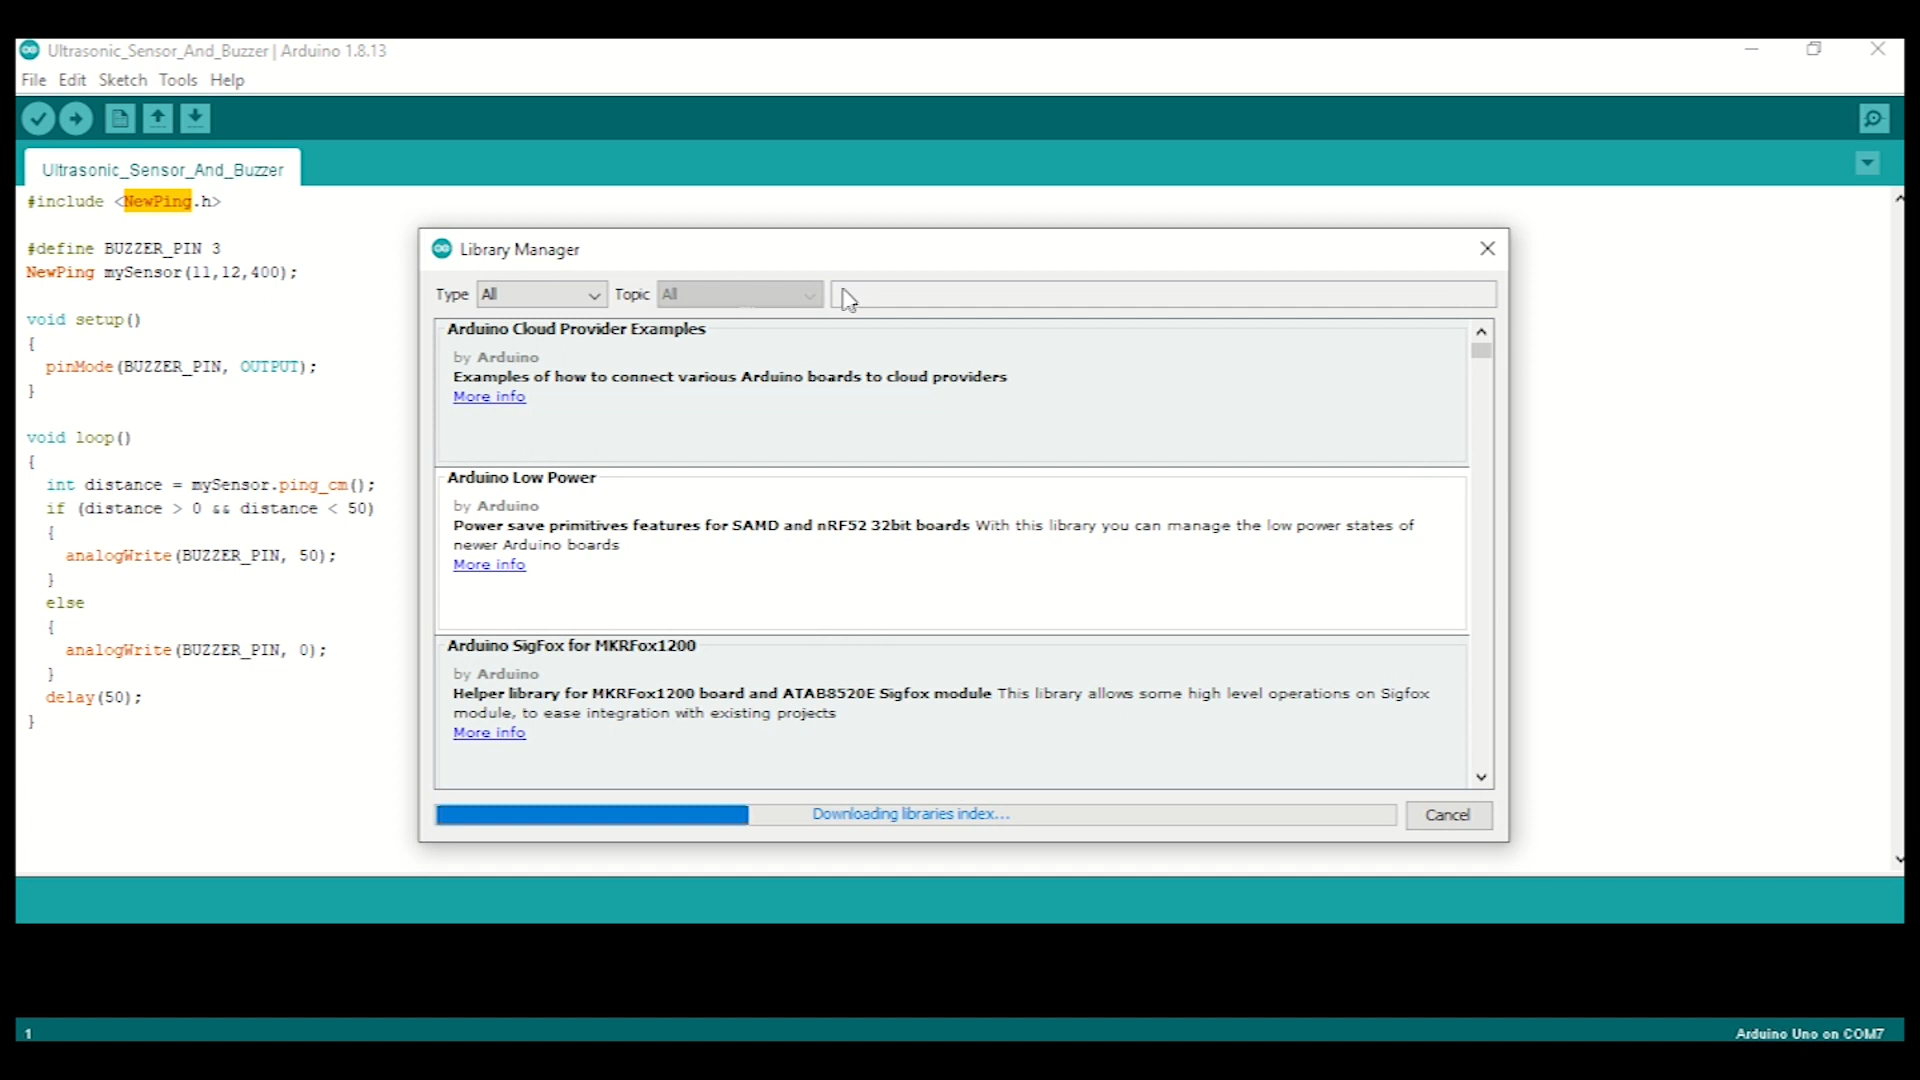 Ultrasonic_Sensor_And_Buzzer | Arduino 1.8.13
File Edit Sketch Tools Help
Ultrasonic_Sensor_And_Buzzer
#include <NewPing.h>
#define BUZZER_PIN 3
NewPing mySensor(11,12,400);
void setup()
{
pinMode(BUZZER_PIN, OUTPUT);
}
void loop()
{
int distance = mySensor.ping_cm();
if (distance > 0 && distance < 50)
{
analogWrite(BUZZER_PIN, 50);
}
else
{
analogWrite(BUZZER_PIN, 0);
}
delay(50);
}
Library Manager
Type All Topic All
Arduino Cloud Provider Examples
by Arduino
Examples of how to connect various Arduino boards to cloud providers
More info
Arduino Low Power
by Arduino
Power save primitives features for SAMD and nRF52 32bit boards With this library you can manage the low power states of
newer Arduino boards
More info
Arduino SigFox for MKRFox1200
by Arduino
Helper library for MKRFox1200 board and ATAB8520E Sigfox module This library allows some high level operations on Sigfox
module, to ease integration with existing projects
More info
Downloading libraries index...
Cancel
1
Arduino Uno on COM7